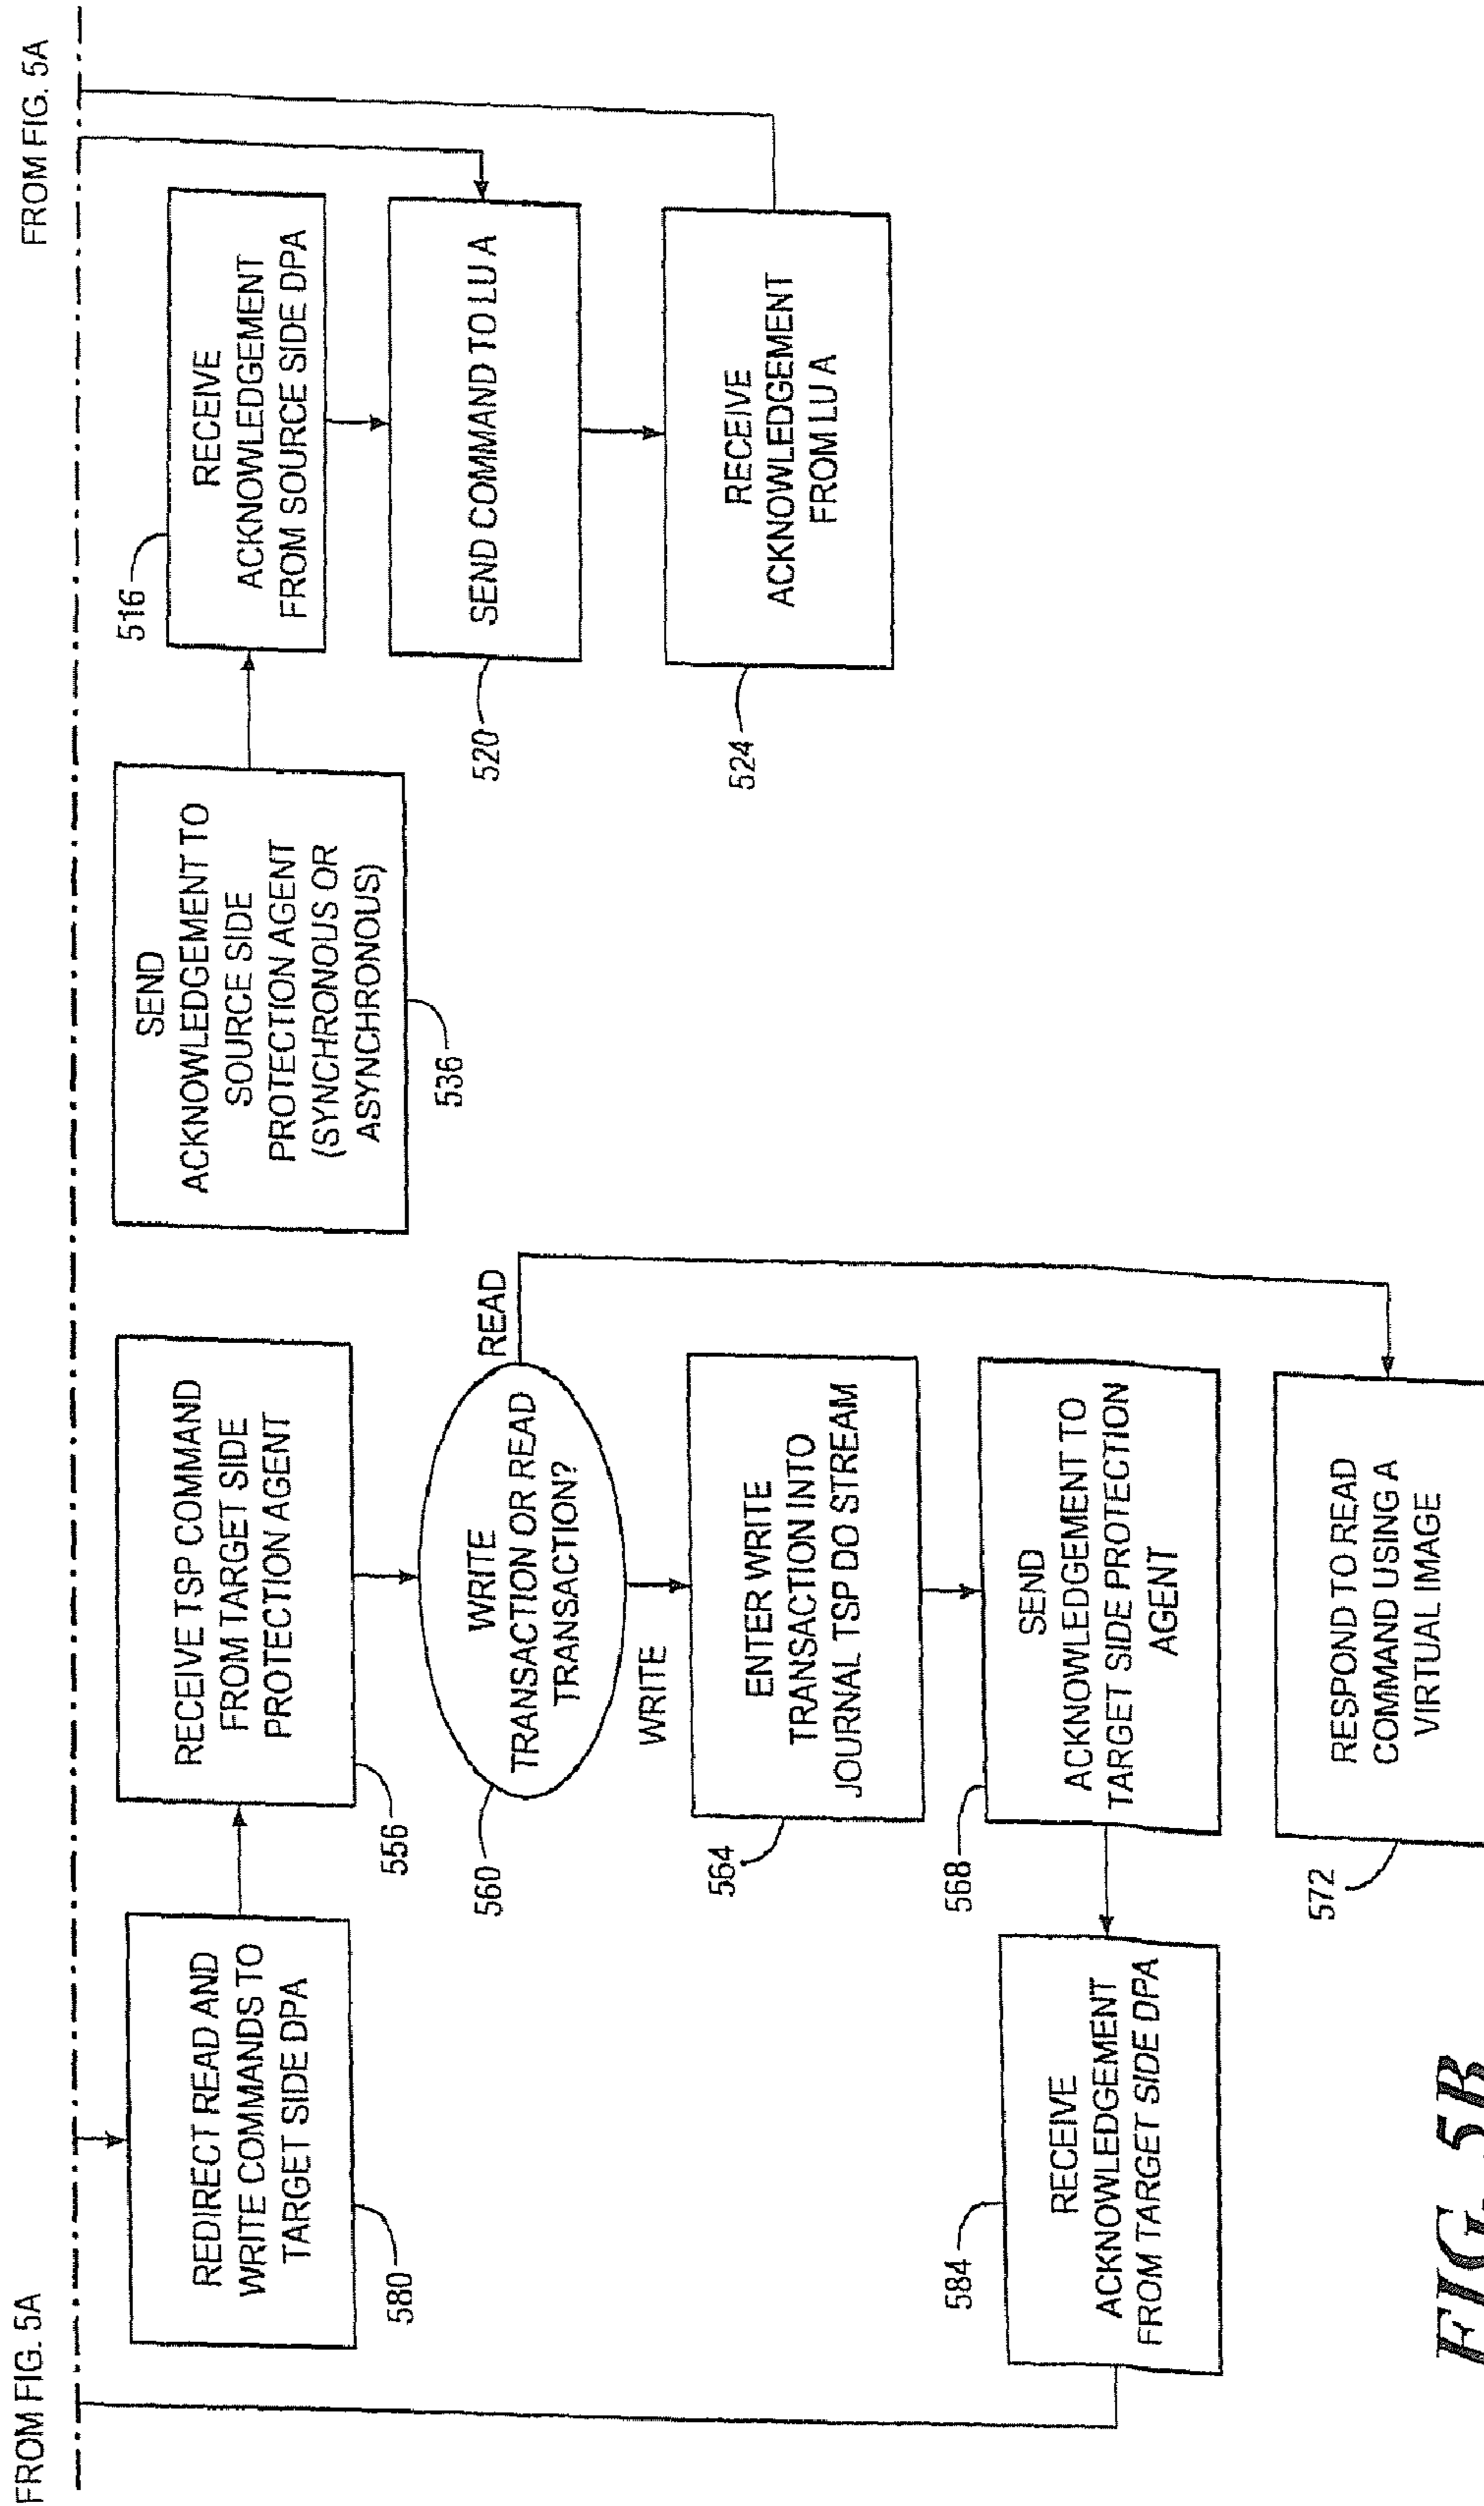 FROM FIG. 5A
FROM FIG. 5A
REDIRECT READ AND
WRITE COMMANDS TO
TARGET SIDE DPA
580
RECEIVE TSP COMMAND
FROM TARGET SIDE
PROTECTION AGENT
556
WRITE
TRANSACTION OR READ
TRANSACTION?
560
READ
WRITE
ENTER WRITE
TRANSACTION INTO
JOURNAL TSP DO STREAM
564
SEND
ACKNOWLEDGEMENT TO
TARGET SIDE PROTECTION
AGENT
568
RECEIVE
ACKNOWLEDGEMENT
FROM TARGET SIDE DPA
584
RESPOND TO READ
COMMAND USING A
VIRTUAL IMAGE
572
SEND
ACKNOWLEDGEMENT TO
SOURCE SIDE
PROTECTION AGENT
(SYNCHRONOUS OR
ASYNCHRONOUS)
536
516
RECEIVE
ACKNOWLEDGEMENT
FROM SOURCE SIDE DPA
SEND COMMAND TO LU A
520
RECEIVE
ACKNOWLEDGEMENT
FROM LU A
524
FIG. 5B